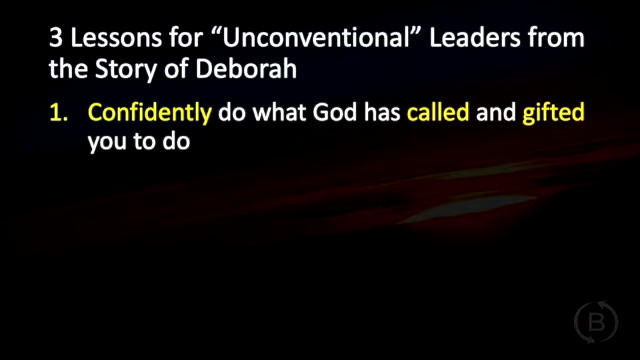 3 Lessons for “Unconventional” Leaders from
the Story of Deborah
1. Confidently do what God has called and gifted
you to do
B